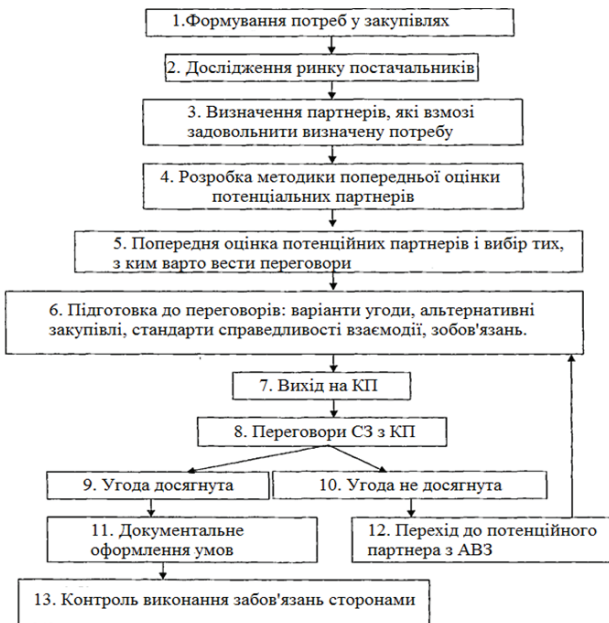 1.Формування потреб у закупівлях
2. Дослідження ринку постачальників
3. Визначення партнерів, які взмозі
задовольнити визначену потребу
4. Розробка методики попередньої оцінки
потенціальних партнерів
5. Попередня оцінка потенційних партнерів і вибір тих,
з ким варто вести переговори
6. Підготовка до переговорів: варіанти угоди, альтернативні
закупівлі, стандарти справедливості взаємодії, зобов'язань.
7. Вихід на КП
8. Переговори СЗ з КП
9. Угода досягнута
10. Угода не досягнута
11. Документальне
оформлення умов
12. Перехід до потенційного
партнера з АВЗ
13. Контроль виконання забов'язань сторонами